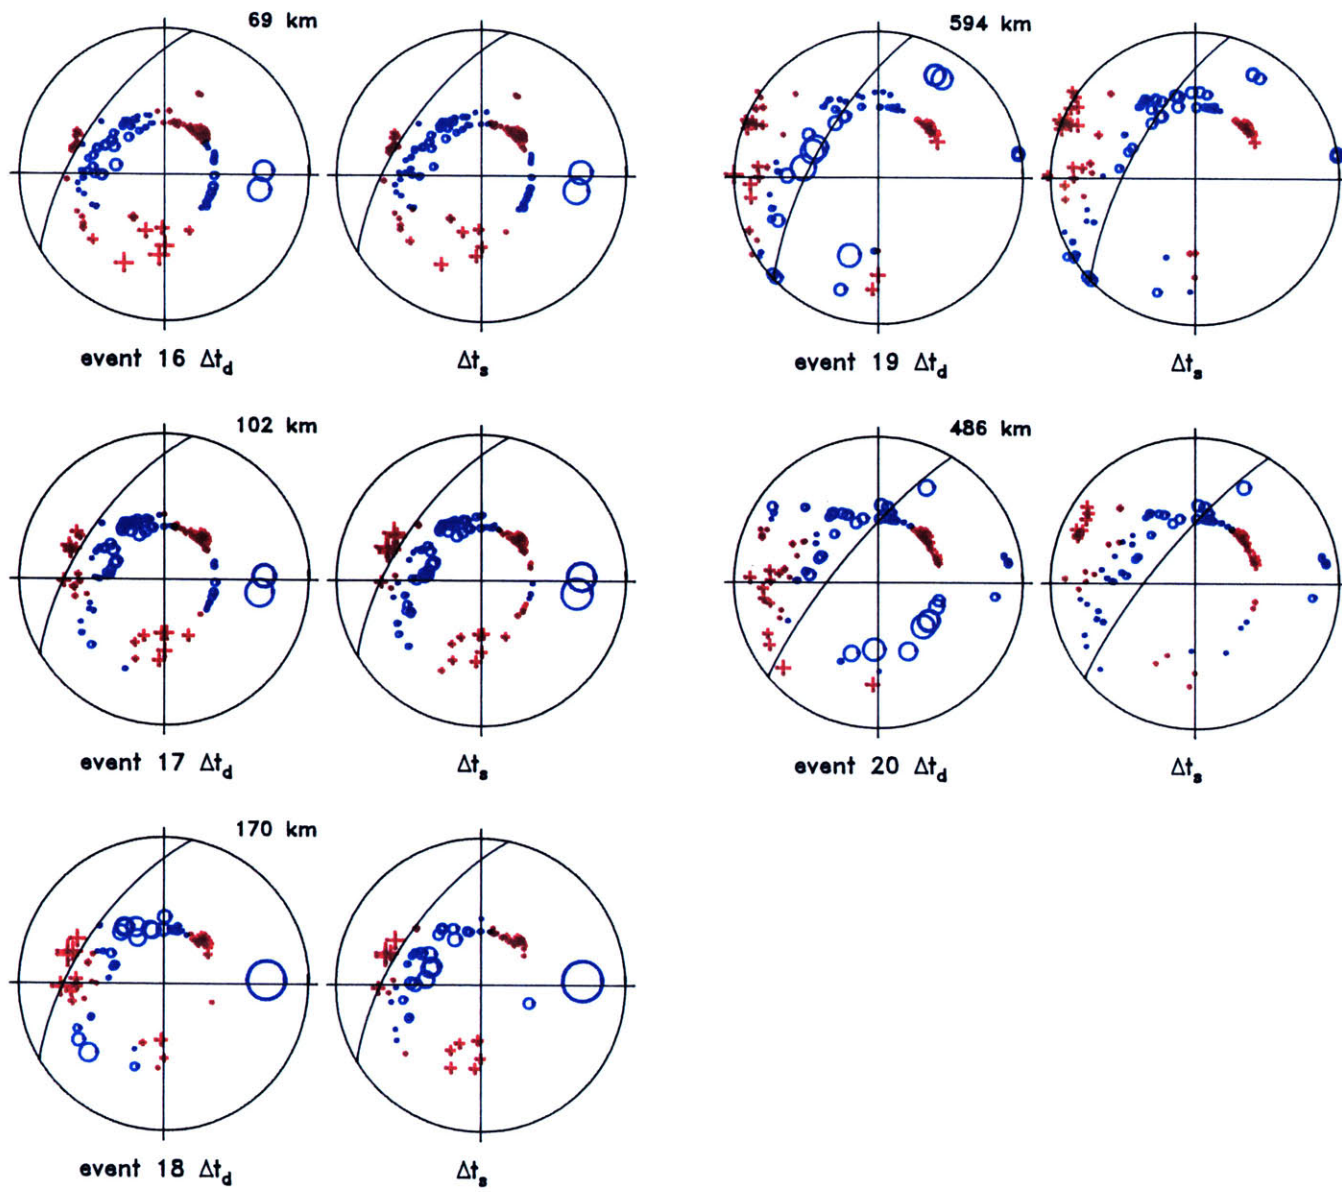 69 km
594 km
event 16 Δt_d
Δt_s
event 19 Δt_d
Δt_s
102 km
486 km
event 17 Δt_d
Δt_s
event 20 Δt_d
Δt_s
170 km
event 18 Δt_d
Δt_s